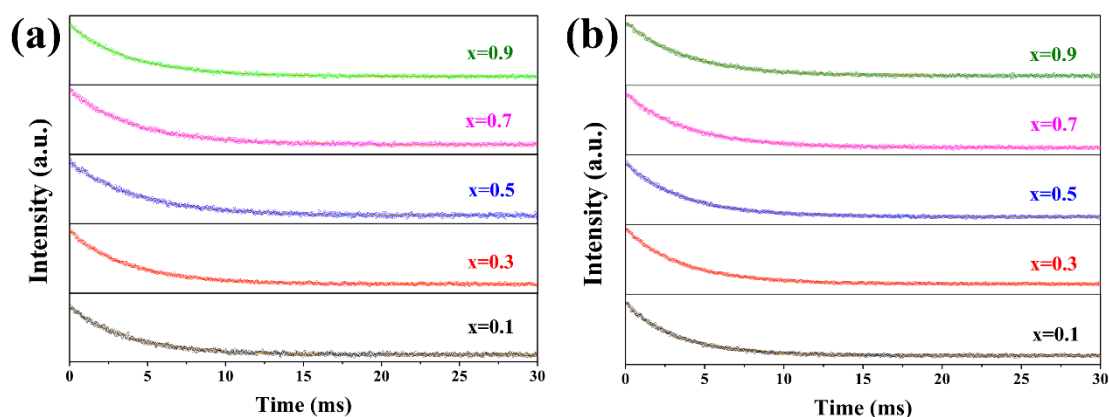 (a)
Intensity (a.u.)
x=0.9
x=0.7
x=0.5
x=0.3
x=0.1
0 5 10 15 20 25 30
Time (ms)
(b)
Intensity (a.u.)
x=0.9
x=0.7
x=0.5
x=0.3
x=0.1
0 5 10 15 20 25 30
Time (ms)